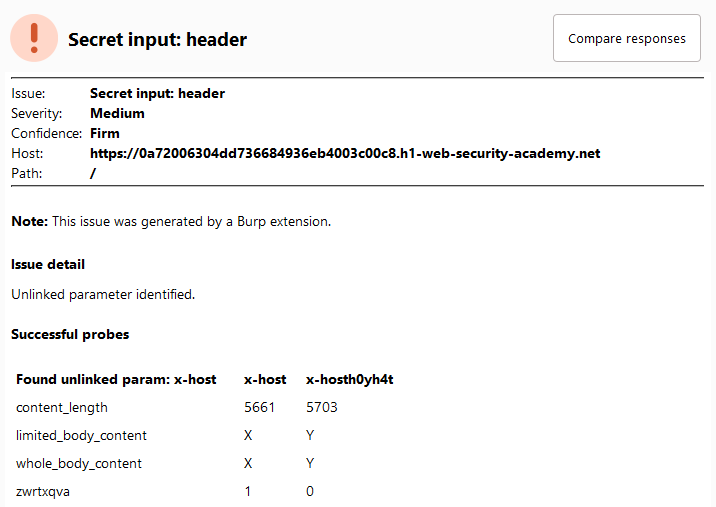 Secret input: header
Compare responses
Issue: Secret input: header
Severity: Medium
Confidence: Firm
Host: https://0a72006304dd736684936eb4003c00c8.h1-web-security-academy.net
Path: /
Note: This issue was generated by a Burp extension.
Issue detail
Unlinked parameter identified.
Successful probes
Found unlinked param: x-host x-host x-hosth0yh4t
content_length 5661 5703
limited_body_content X Y
whole_body_content X Y
zwrtxqva 1 0